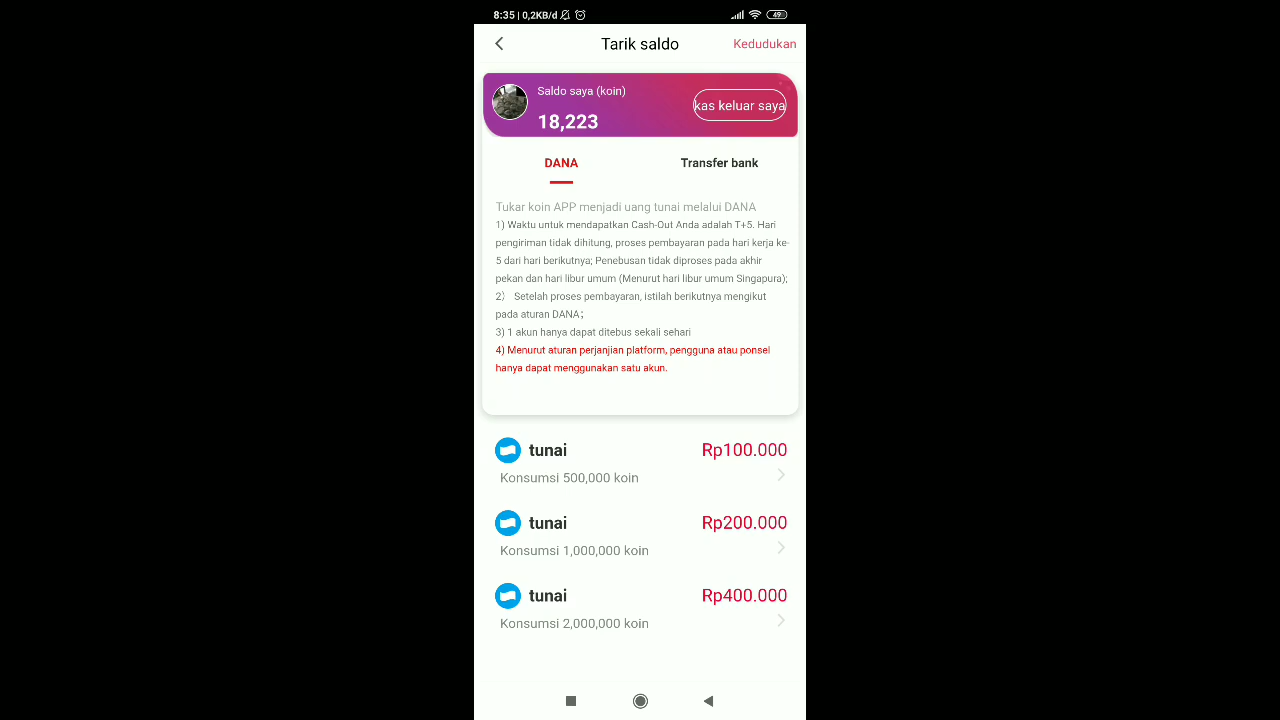 8:35 | 0,2KB/d
49
Tarik saldo
Kedudukan
Saldo saya (koin)
18,223
kas keluar saya
DANA
Transfer bank
Tukar koin APP menjadi uang tunai melalui DANA
1) Waktu untuk mendapatkan Cash-Out Anda adalah T+5. Hari
pengiriman tidak dihitung, proses pembayaran pada hari kerja ke-
5 dari hari berikutnya; Penebusan tidak diproses pada akhir
pekan dan hari libur umum (Menurut hari libur umum Singapura);
2） Setelah proses pembayaran, istilah berikutnya mengikut
pada aturan DANA；
3) 1 akun hanya dapat ditebus sekali sehari
4) Menurut aturan perjanjian platform, pengguna atau ponsel
hanya dapat menggunakan satu akun.
tunai
Rp100.000
Konsumsi 500,000 koin
tunai
Rp200.000
Konsumsi 1,000,000 koin
tunai
Rp400.000
Konsumsi 2,000,000 koin